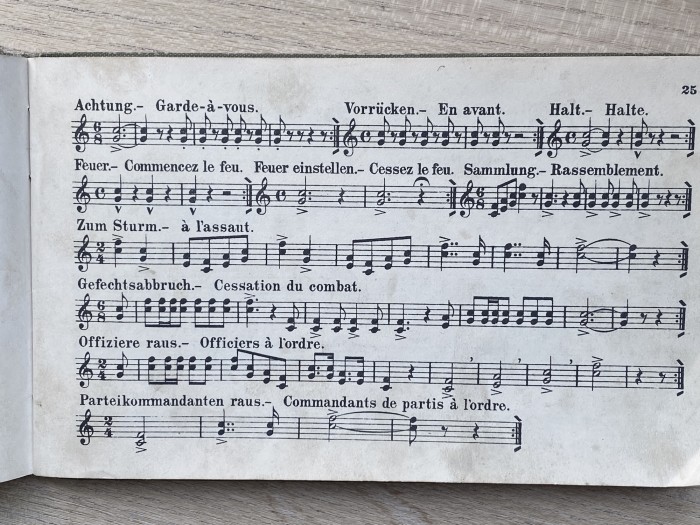 25
Achtung.- Garde-à-vous. Vorrücken.- En avant. Halt.- Halte.
Feuer.- Commencez le feu. Feuer einstellen.- Cessez le feu. Sammlung.- Rassemblement.
Zum Sturm.- à l'assaut.
Gefechtsabbruch.- Cessation du combat.
Offiziere raus.- Officiers à l'ordre.
Parteikommandanten raus.- Commandants de partis à l'ordre.